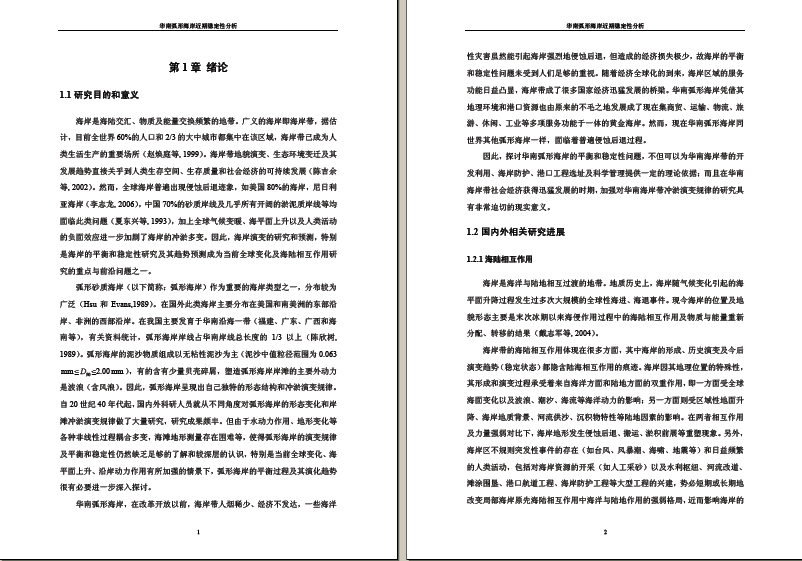 华南弧形海岸近期稳定性分析
第 1 章  绪论
1.1 研究目的和意义
海岸是海陆交汇、物质及能量交换频繁的地带。广义的海岸即海岸带，据估
计，目前全世界 60%的人口和 2/3 的大中城市都集中在该区域，海岸带已成为人
类生活生产的重要场所（赵焕庭等, 1999）。海岸带地貌演变、生态环境变迁及其
发展趋势直接关乎到人类生存空间、生存质量和社会经济的可持续发展（陈吉余
等, 2002）。然而，全球海岸普遍出现侵蚀后退迹象，如美国 80%的海岸，尼日利
亚海岸（李志龙, 2006），中国 70%的砂质岸线及几乎所有开阔的淤泥质岸线等均
面临此类问题（夏东兴等, 1993），加上全球气候变暖、海平面上升以及人类活动
的负面效应进一步加剧了海岸的冲淤多变。因此，海岸演变的研究和预测，特别
是海岸的平衡和稳定性研究及其趋势预测成为当前全球变化及海陆相互作用研
究的重点与前沿问题之一。
弧形砂质海岸（以下简称：弧形海岸）作为重要的海岸类型之一，分布较为
广泛（Hsu 和 Evans,1989）。在国外此类海岸主要分布在美国和南美洲的东部沿
岸、非洲的西部沿岸。在我国主要发育于华南沿海一带（福建、广东、广西和海
南等），有关资料统计，弧形海岸岸线占华南岸线总长度的 1/3 以上（陈欣树,
1989）。弧形海岸的泥沙物质组成以无粘性泥沙为主（泥沙中值粒径范围为 0.063
mm≤D50≤2.00mm），有的含有少量贝壳碎屑，塑造弧形海岸岸滩的主要外动力
是波浪（含风浪）。因此，弧形海岸呈现出自己独特的形态结构和冲淤演变规律。
自 20 世纪 40 年代起，国内外科研人员就从不同角度对弧形海岸的形态变化和岸
滩冲淤演变规律做了大量研究，研究成果颇丰。但由于水动力作用、地形变化等
各种非线性过程耦合多变，海滩地形测量存在困难等，使得弧形海岸的演变规律
及平衡和稳定性仍然缺乏足够的了解和较深层的认识，特别是当前全球变化、海
平面上升、沿岸动力作用有所加强的情景下，弧形海岸的平衡过程及其演化趋势
很有必要进一步深入探讨。
华南弧形海岸，在改革开放以前，海岸带人烟稀少、经济不发达，一些海洋
1
华南弧形海岸近期稳定性分析
性灾害虽然能引起海岸强烈地侵蚀后退，但造成的经济损失极少，故海岸的平衡
和稳定性问题未受到人们足够的重视。随着经济全球化的到来，海岸区域的服务
功能日益凸显，海岸带成了很多国家经济迅猛发展的桥梁。华南弧形海岸凭借其
地理环境和港口资源也由原来的不毛之地发展成了现在集商贸、运输、物流、旅
游、休闲、工业等多项服务功能于一体的黄金海岸。然而，现在华南弧形海岸同
世界其他弧形海岸一样，面临着普遍侵蚀后退过程。
因此，探讨华南弧形海岸的平衡和稳定性问题，不但可以为华南海岸带的开
发利用、海岸防护、港口工程选址及科学管理提供一定的理论依据；而且在华南
海岸带社会经济获得迅猛发展的时期，加强对华南海岸带冲淤演变规律的研究具
有非常迫切的现实意义。
1.2 国内外相关研究进展
1.2.1 海陆相互作用
海岸是海洋与陆地相互过渡的地带。地质历史上，海岸随气候变化引起的海
平面升降过程发生过多次大规模的全球性海进、海退事件。现今海岸的位置及地
貌形态主要是末次冰期以来海侵作用过程中的海陆相互作用及物质与能量重新
分配、转移的结果（戴志军等, 2004）。
海岸带的海陆相互作用体现在很多方面，其中海岸的形成、历史演变及今后
演变趋势（稳定状态）都隐含陆海相互作用的痕迹。海岸因其地理位置的特殊性，
其形成和演变过程承受着来自海洋方面和陆地方面的双重作用，即一方面受全球
海面变化以及波浪、潮汐、海流等海洋动力的影响；另一方面则受区域性地面升
降、海岸地质背景、河流供沙、沉积物特性等陆地因素的影响。在两者相互作用
及力量强弱对比下，海岸地形发生侵蚀后退、搬运、淤积前展等重塑现象。另外，
海岸区不规则突发性事件的存在（如台风、风暴潮、海啸、地震等）和日益频繁
的人类活动，包括对海岸资源的开采（如人工采砂）以及水利枢纽、河流改道、
滩涂围垦、港口航道工程、海岸防护工程等大型工程的兴建，势必短期或长期地
改变局部海岸原先海陆相互作用中海洋与陆地作用的强弱格局，近而影响海岸的
2